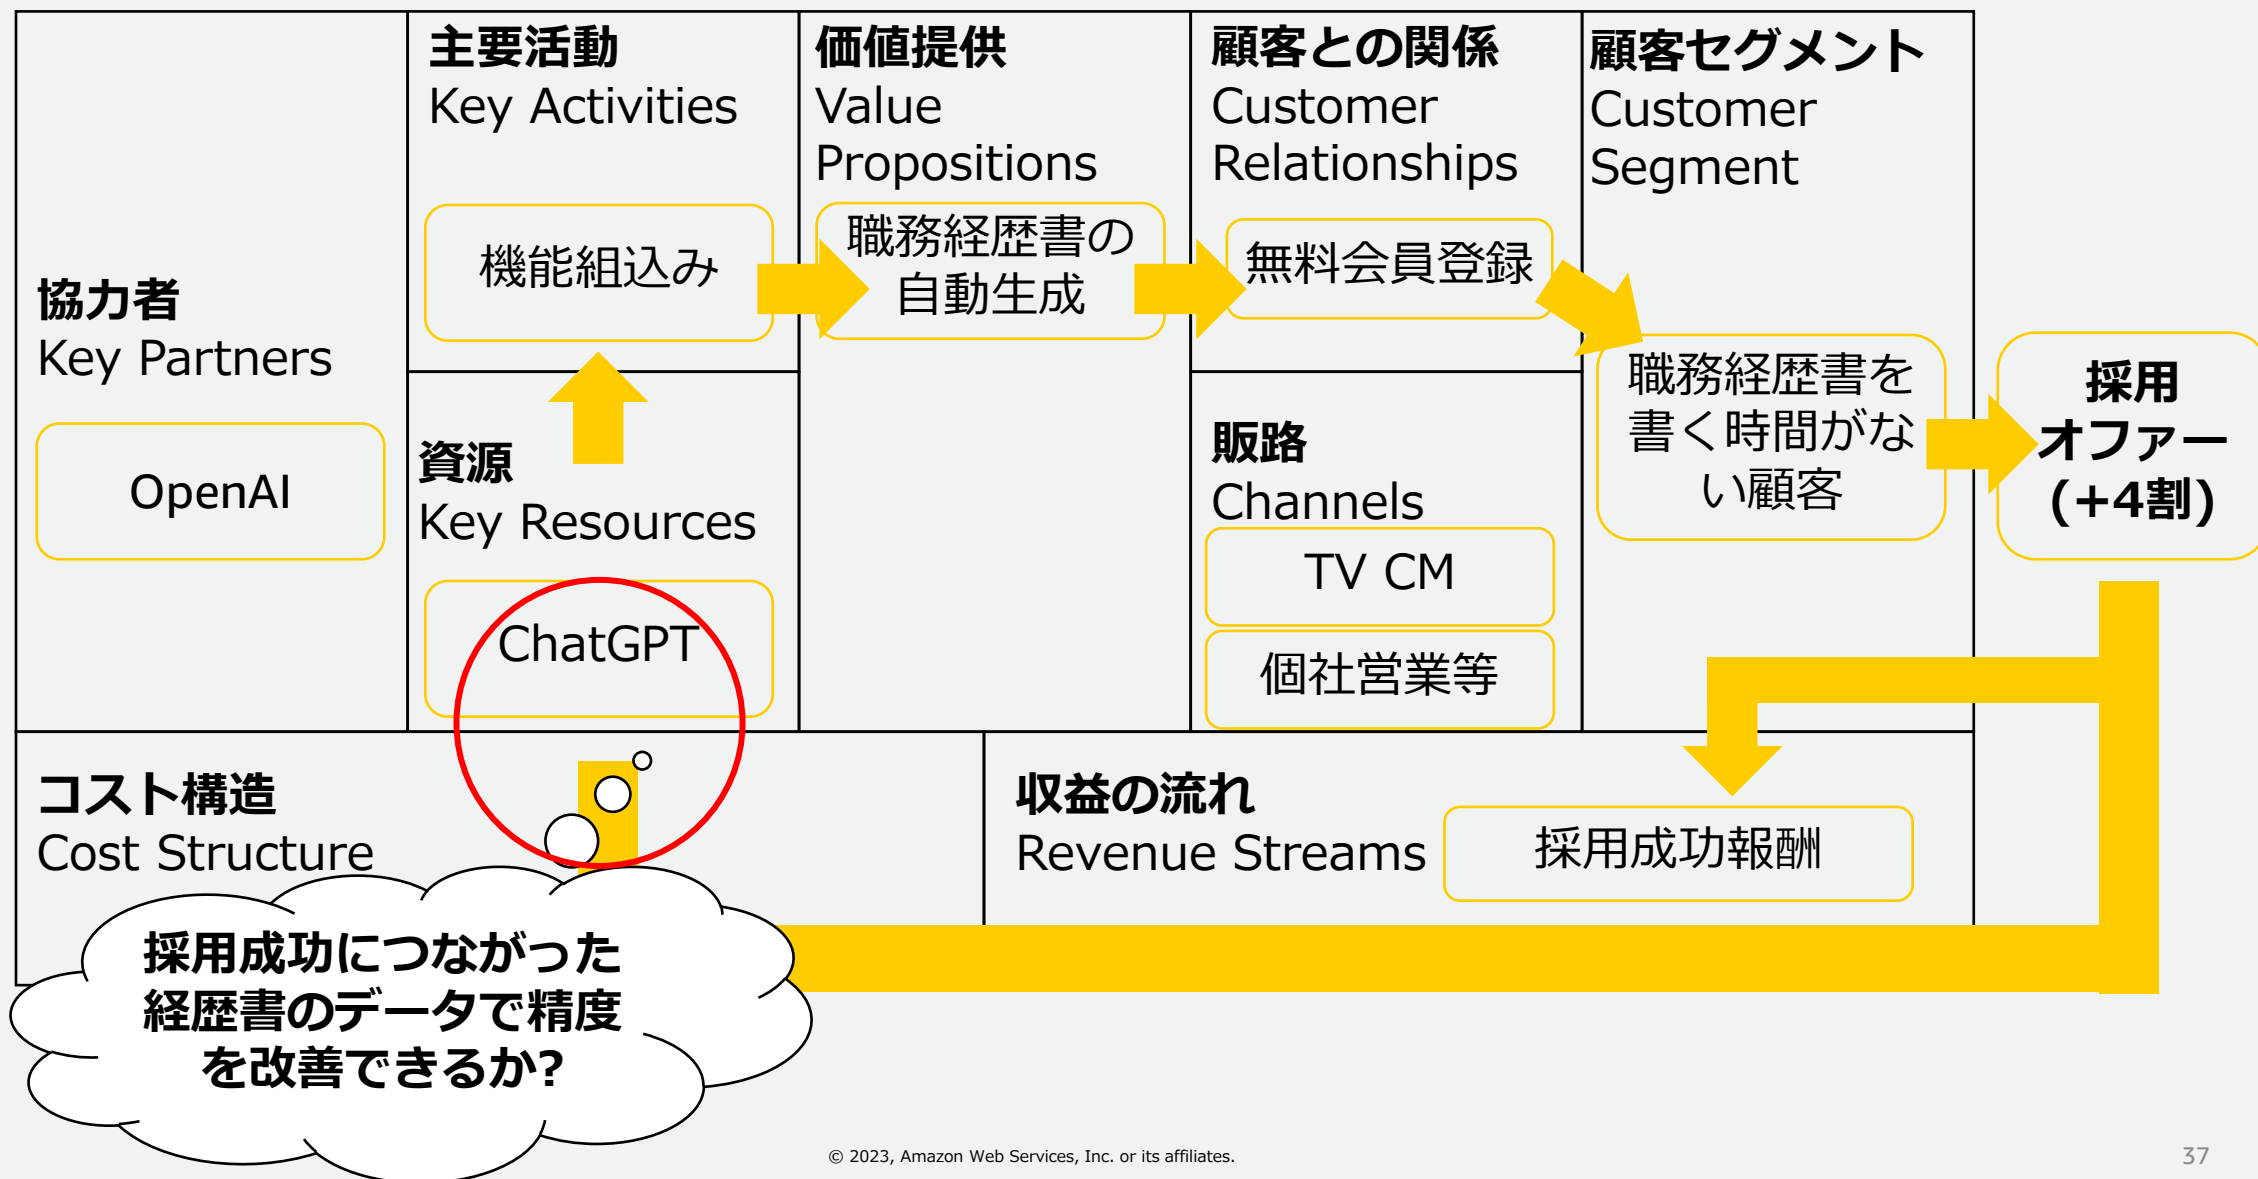 協力者
Key Partners
OpenAI
主要活動
Key Activities
機能組込み
資源
Key Resources
ChatGPT
価値提供
Value
Propositions
職務経歴書の
自動生成
顧客との関係
Customer
Relationships
無料会員登録
販路
Channels
TV CM
個社営業等
顧客セグメント
Customer
Segment
職務経歴書を
書く時間がな
い顧客
採用
オファー
(+4割)
コスト構造
Cost Structure
採用成功につながった
経歴書のデータで精度
を改善できるか?
収益の流れ
Revenue Streams
採用成功報酬
© 2023, Amazon Web Services, Inc. or its affiliates.
37